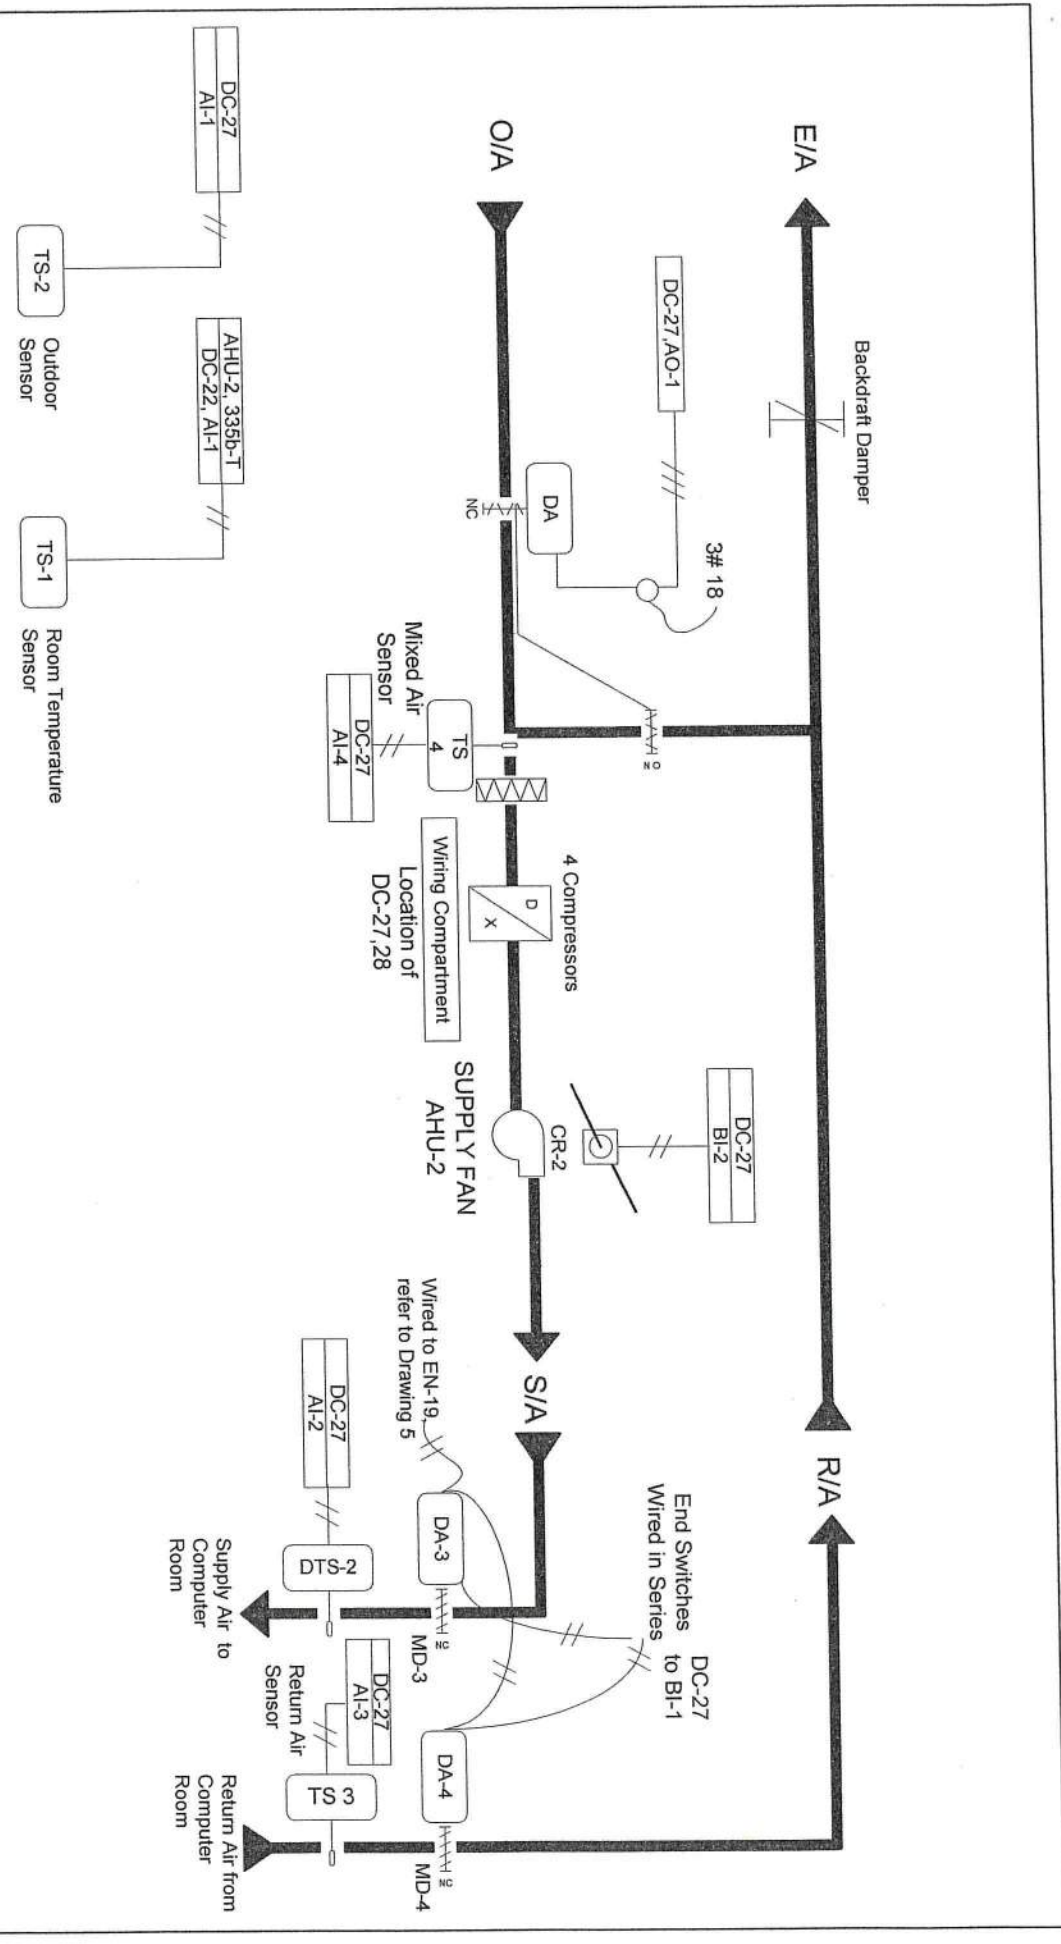 E/A
Backdraft Damper
R/A
O/A
DC-27,AO-1
3# 18
DA
NC
NO
4 Compressors
D
X
DC-27
BI-2
CR-2
SUPPLY FAN
AHU-2
S/A
End Switches
Wired in Series
DC-27
to BI-1
Wired to EN-19,
refer to Drawing 5
DA-3
NC
MD-3
DA-4
NC
MD-4
Mixed Air
Sensor
TS
4
DC-27
AI-4
Wiring Compartment
Location of
DC-27,28
DC-27
AI-2
DTS-2
Supply Air to
Computer
Room
DC-27
AI-3
Return Air
Sensor
TS 3
Return Air from
Computer
Room
DC-27
AI-1
TS-2
Outdoor
Sensor
AHU-2, 335b-T
DC-22, AI-1
TS-1
Room Temperature
Sensor